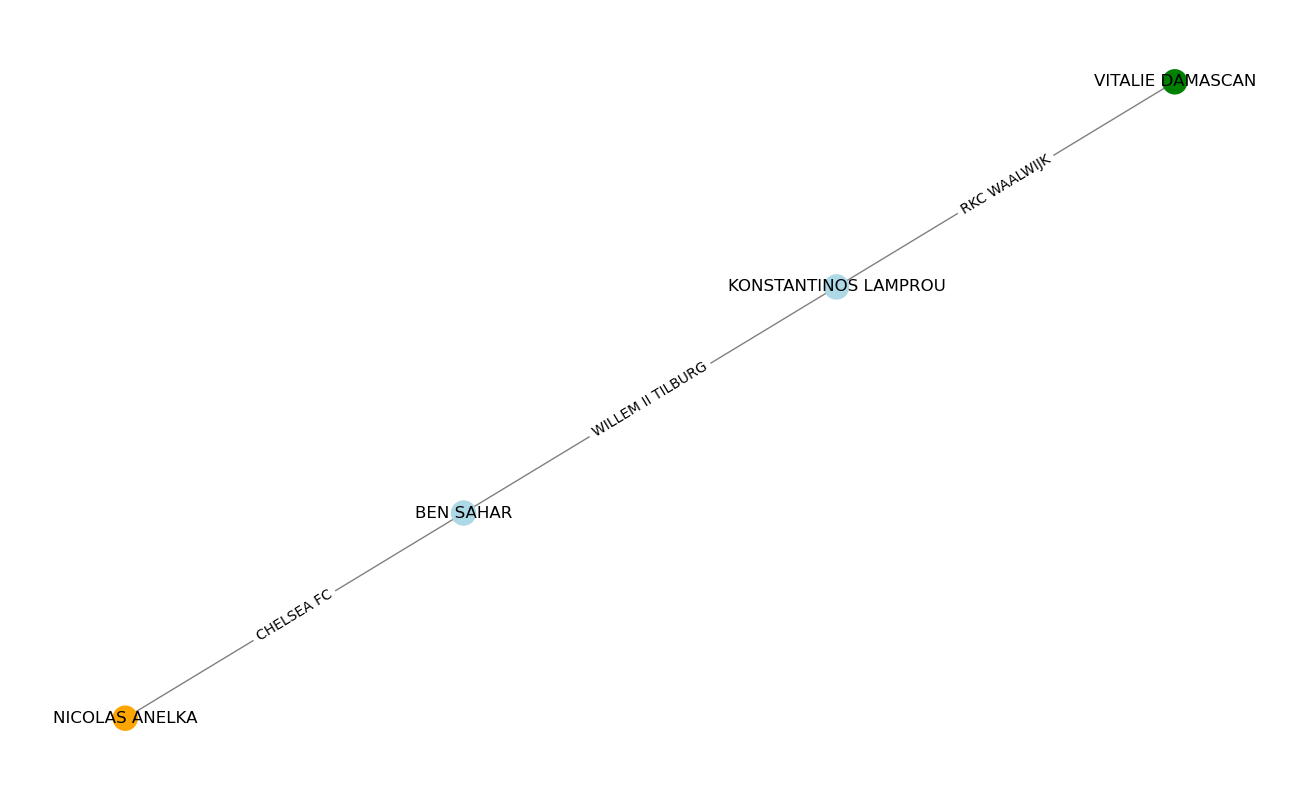 VITALIE DAMASCAN
RKC WAALWIJK
KONSTANTINOS LAMPROU
WILLEM II TILBURG
BEN SAHAR
CHELSEA FC
NICOLAS ANELKA